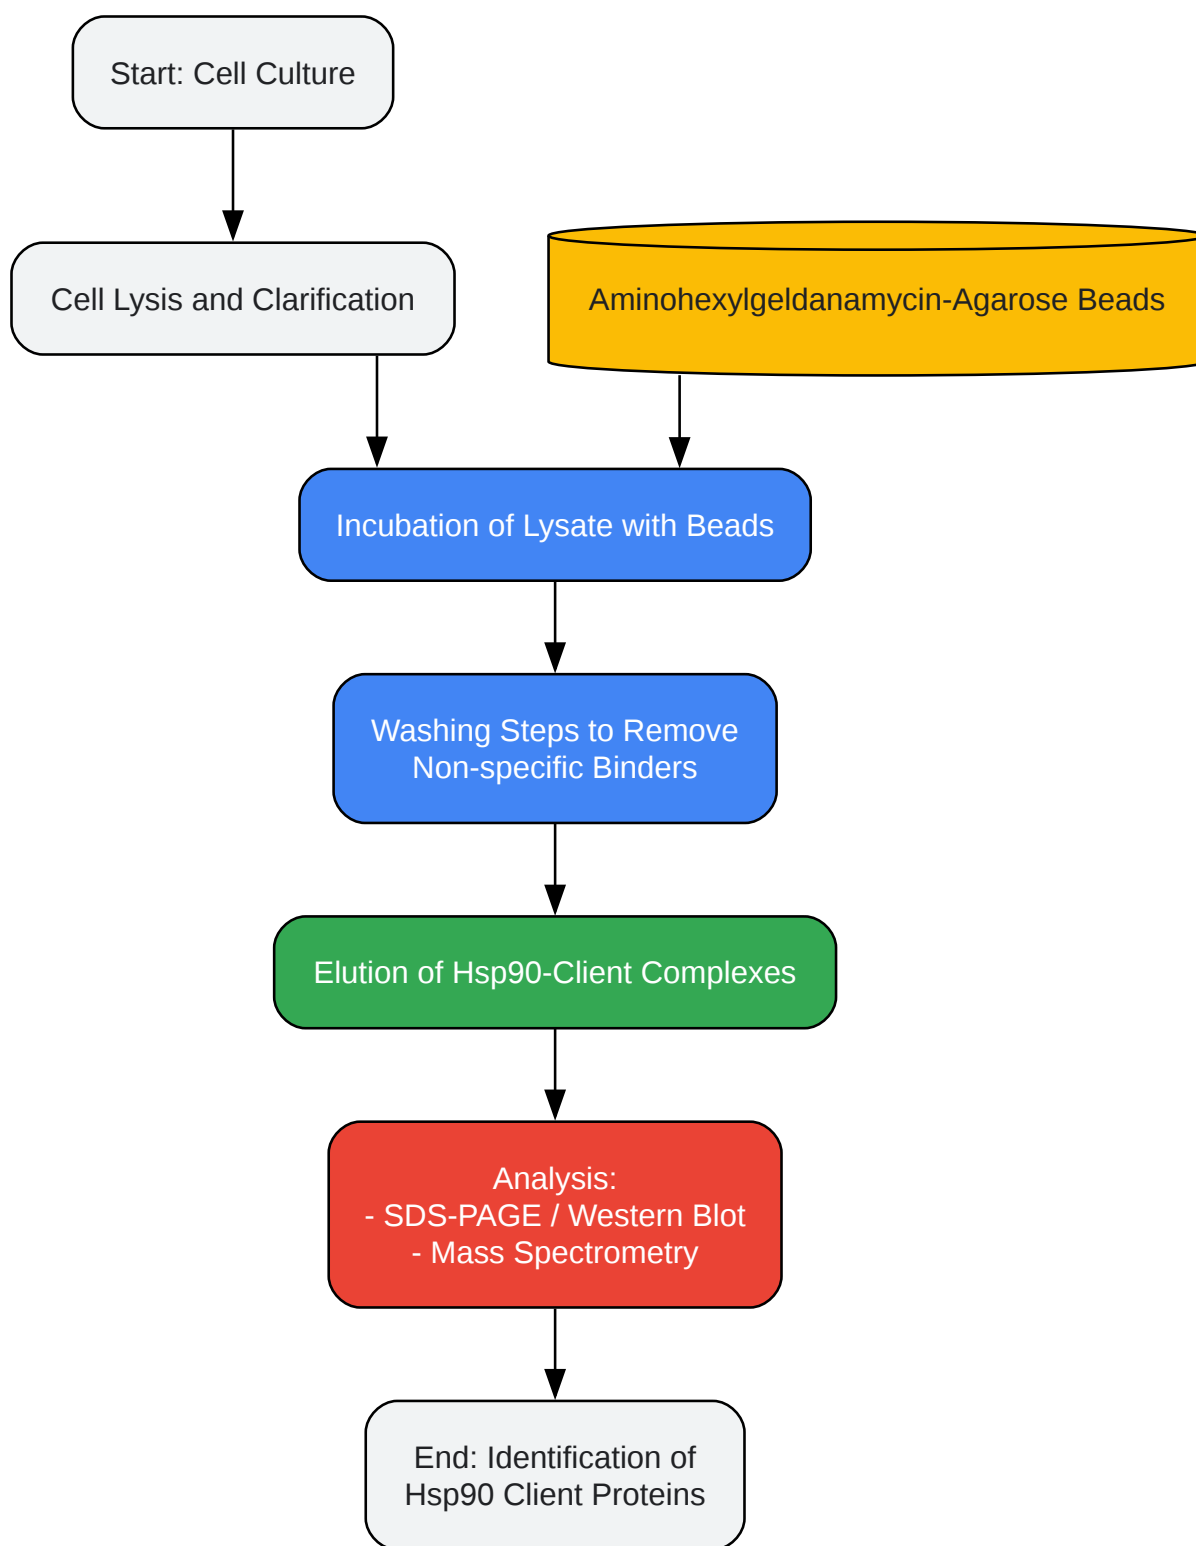 Start: Cell Culture
Cell Lysis and Clarification
Aminohexylgeldanamycin-Agarose Beads
Incubation of Lysate with Beads
Washing Steps to Remove
Non-specific Binders
Elution of Hsp90-Client Complexes
Analysis:
- SDS-PAGE / Western Blot
- Mass Spectrometry
End: Identification of
Hsp90 Client Proteins